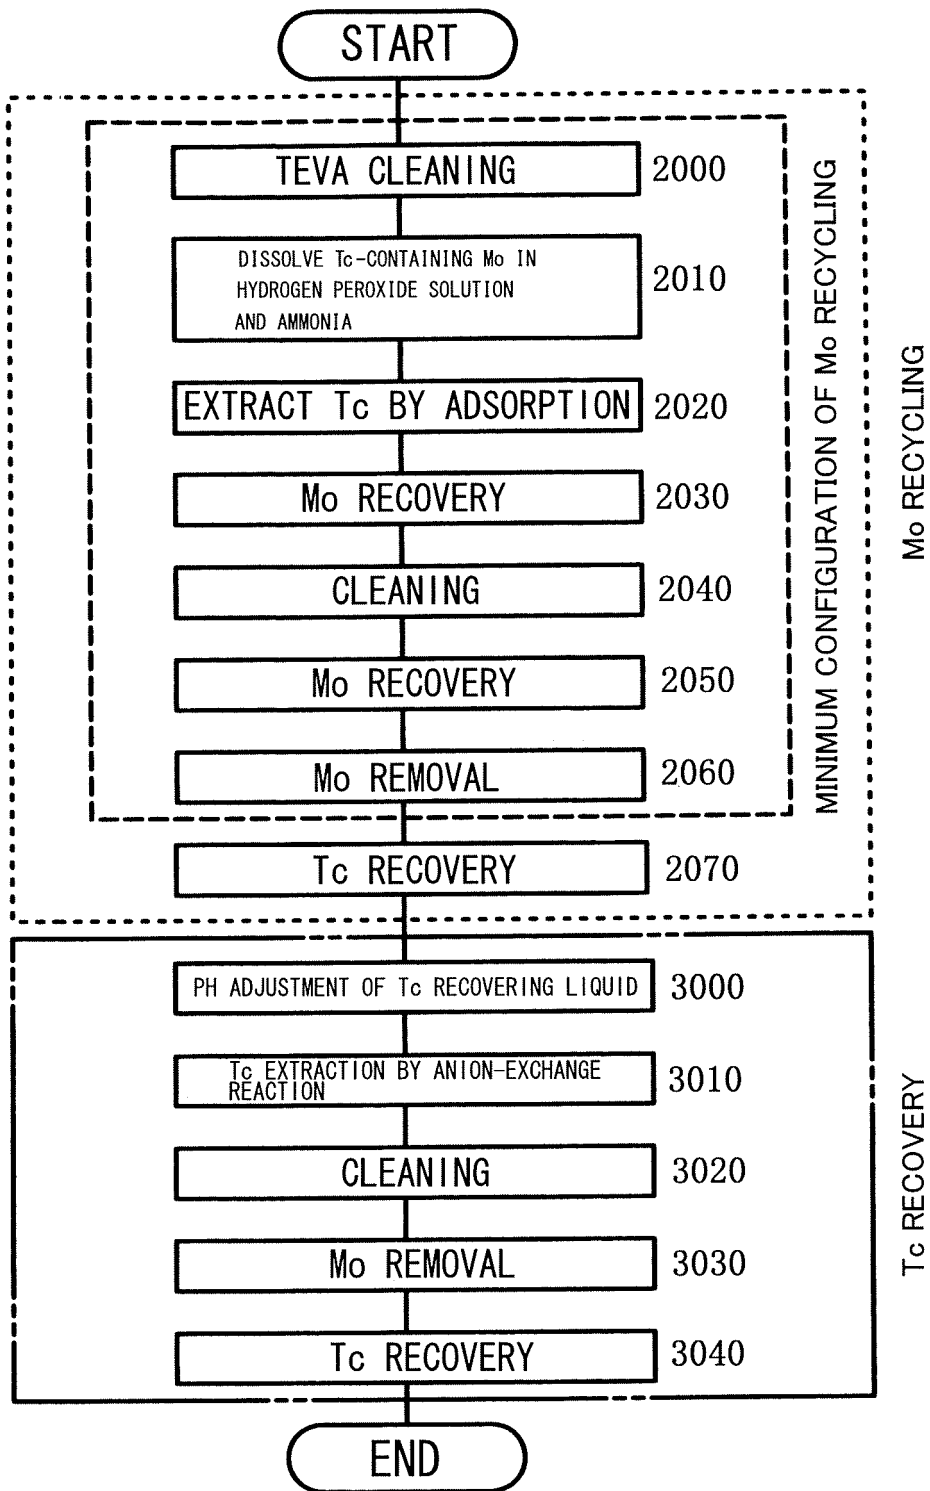 START
TEVA CLEANING 2000
DISSOLVE Tc-CONTAINING Mo IN
HYDROGEN PEROXIDE SOLUTION
AND AMMONIA
2010
EXTRACT Tc BY ADSORPTION 2020
Mo RECOVERY 2030
CLEANING 2040
Mo RECOVERY 2050
Mo REMOVAL 2060
MINIMUM CONFIGURATION OF Mo RECYCLING
Tc RECOVERY 2070
Mo RECYCLING
PH ADJUSTMENT OF Tc RECOVERING LIQUID 3000
Tc EXTRACTION BY ANION-EXCHANGE
REACTION
3010
CLEANING 3020
Mo REMOVAL 3030
Tc RECOVERY 3040
Tc RECOVERY
END